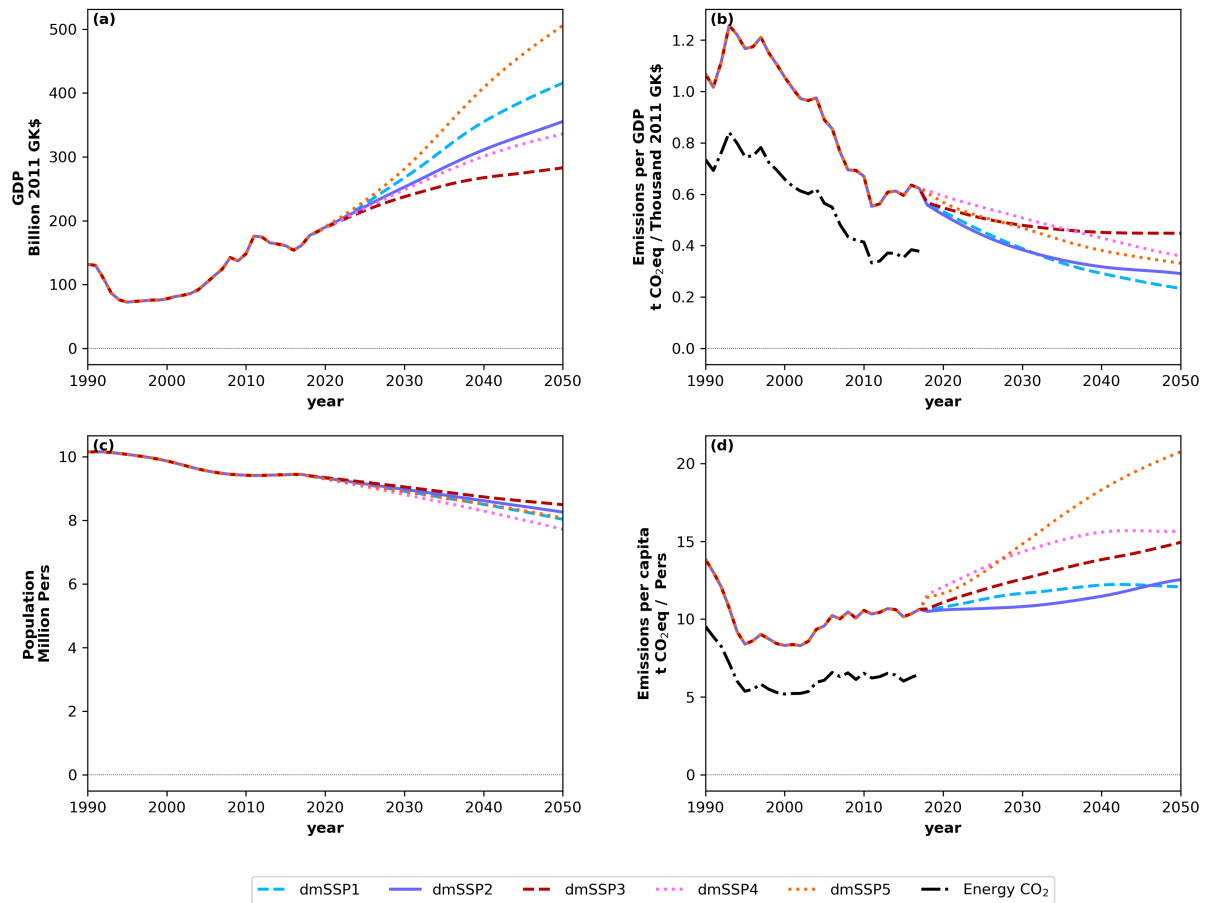 (a)
GDP
Billion 2011 GK$
500
400
300
200
100
0
1990 2000 2010 2020 2030 2040 2050
year
(b)
Emissions per GDP
t CO₂eq / Thousand 2011 GK$
1.2
1.0
0.8
0.6
0.4
0.2
0.0
1990 2000 2010 2020 2030 2040 2050
year
(c)
Population
Million Pers
10
8
6
4
2
0
1990 2000 2010 2020 2030 2040 2050
year
(d)
Emissions per capita
t CO₂eq / Pers
20
15
10
5
0
1990 2000 2010 2020 2030 2040 2050
year
dmSSP1 dmSSP2 dmSSP3 dmSSP4 dmSSP5 Energy CO₂